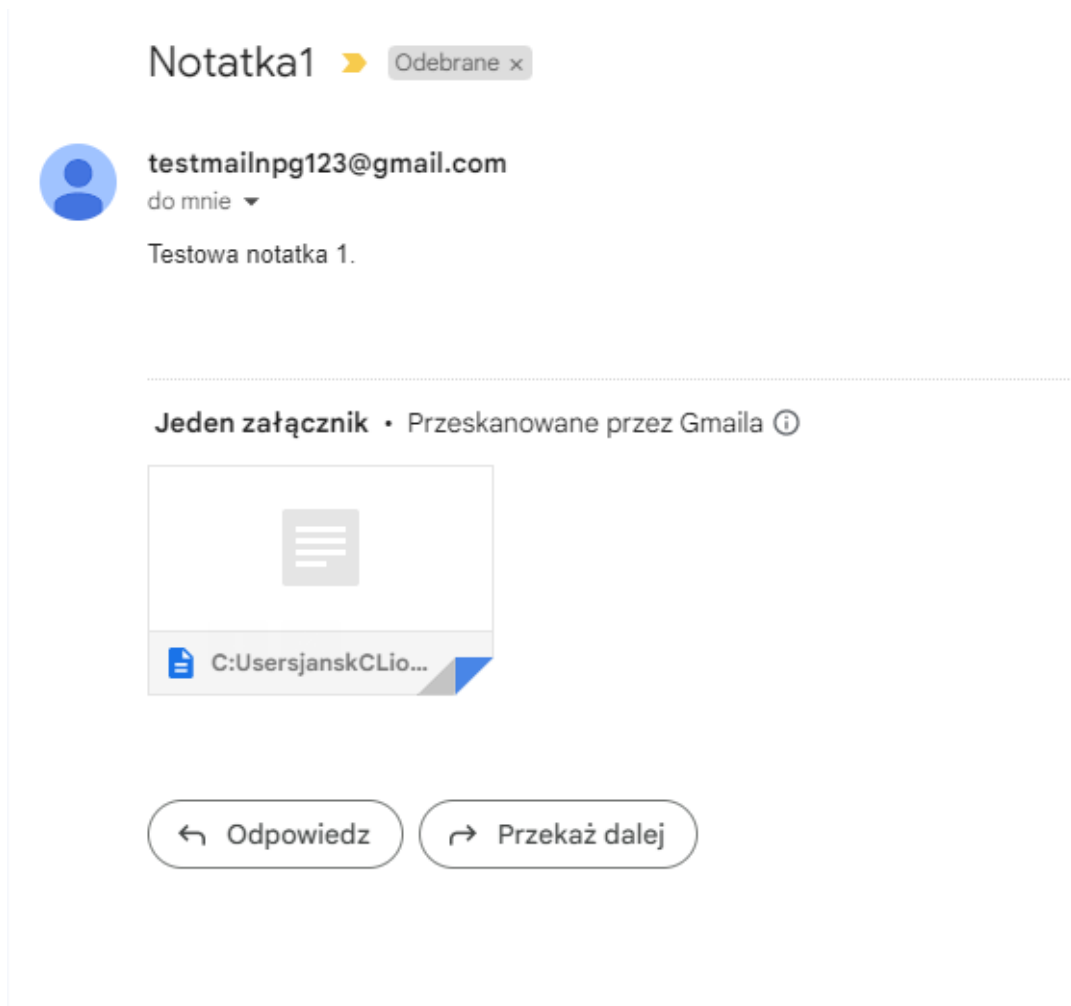 Notatka1 Odebrane ×
testmailnpg123@gmail.com
do mnie
Testowa notatka 1.
Jeden załącznik • Przeskanowane przez Gmaila
C:UsersjanskCLio...
Odpowiedz Przekaż dalej